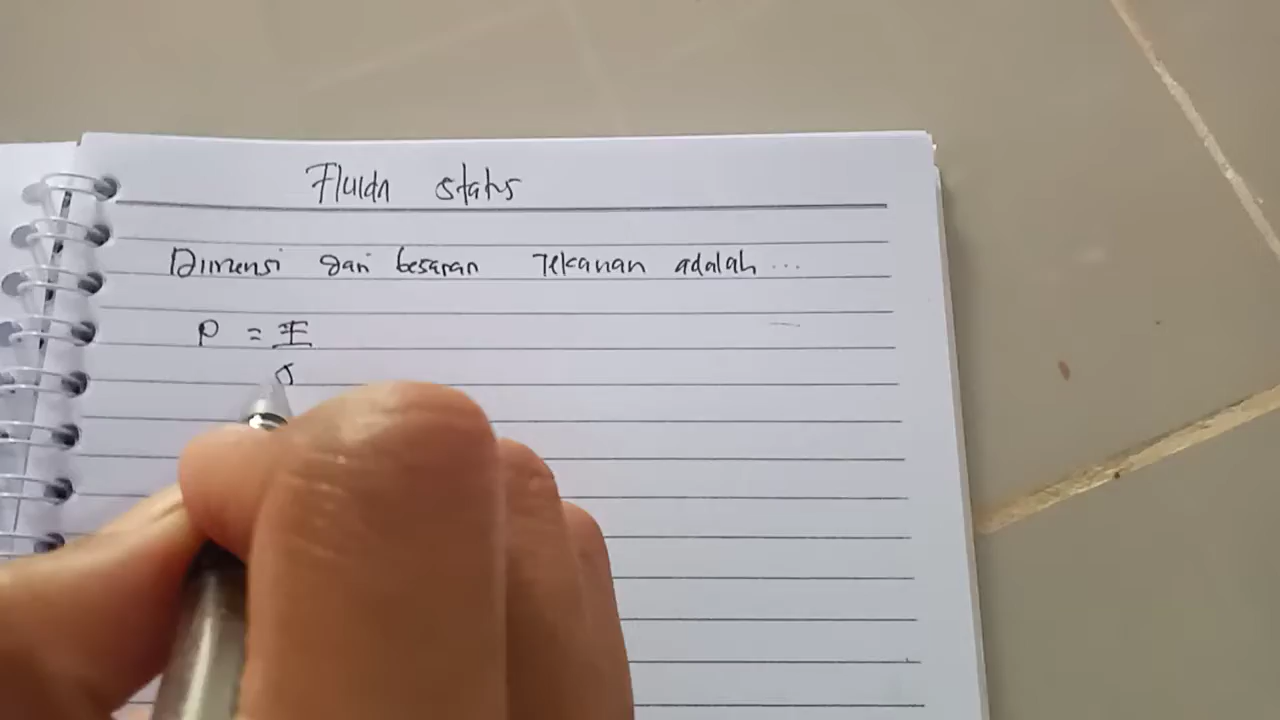 Fluida statis
Dimensi dari besaran Tekanan adalah ...
P = F